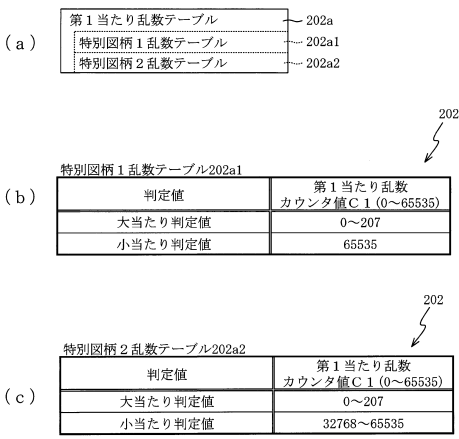 (a)
第1当たり乱数テーブル
202a
特別図柄1乱数テーブル
202a1
特別図柄2乱数テーブル
202a2
202
(b)
特別図柄1乱数テーブル202a1
判定値
第1当たり乱数
カウンタ値C1(0～65535)
大当たり判定値
0～207
小当たり判定値
65535
202
(c)
特別図柄2乱数テーブル202a2
判定値
第1当たり乱数
カウンタ値C1(0～65535)
大当たり判定値
0～207
小当たり判定値
32768～65535